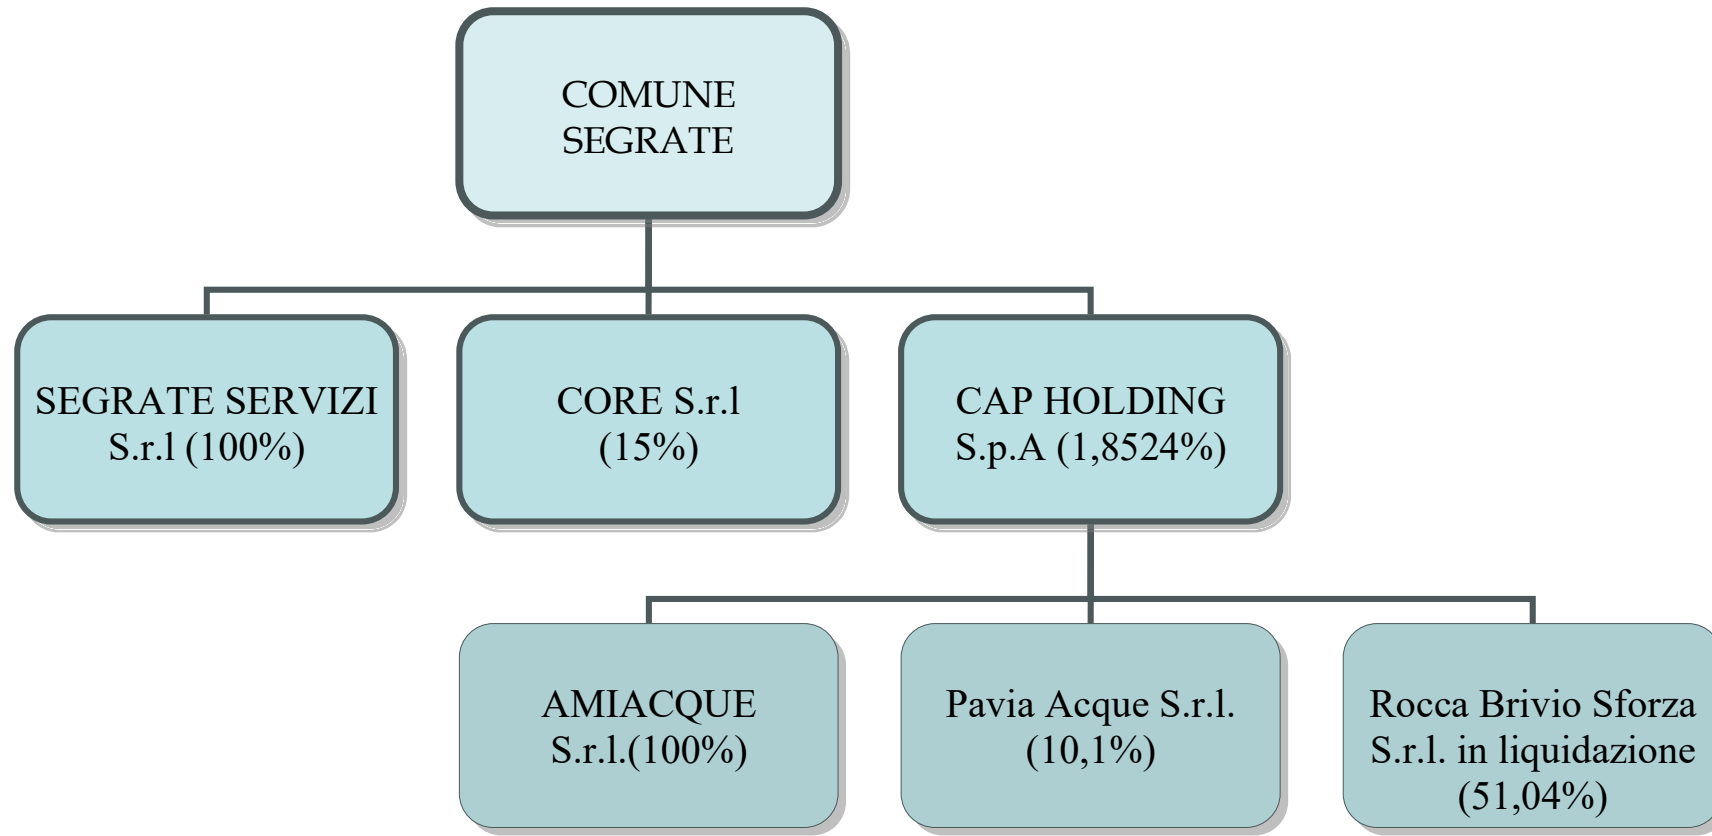 COMUNE
SEGRATE
SEGRATE SERVIZI
S.r.l (100%)
CORE S.r.l
(15%)
CAP HOLDING
S.p.A (1,8524%)
AMIACQUE
S.r.l.(100%)
Pavia Acque S.r.l.
(10,1%)
Rocca Brivio Sforza
S.r.l. in liquidazione
(51,04%)